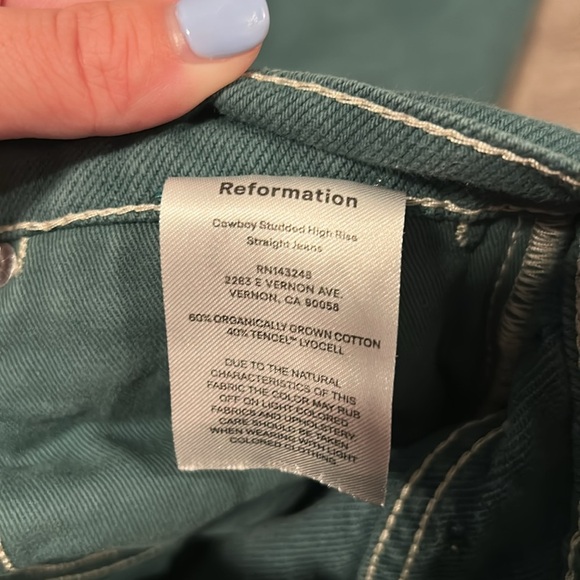 Reformation
Cowboy Studded High Rise
Straight Jeans
RN143248
2263 E VERNON AVE.
VERNON, CA 90058
60% ORGANICALLY GROWN COTTON
40% TENCEL™ LYOCELL
DUE TO THE NATURAL
CHARACTERISTICS OF THIS
FABRIC THE COLOR MAY RUB
OFF ON LIGHT COLORED
FABRICS AND UPHOLSTERY
CARE SHOULD BE TAKEN
WHEN WEARING WITH LIGHT
COLORED CLOTHING